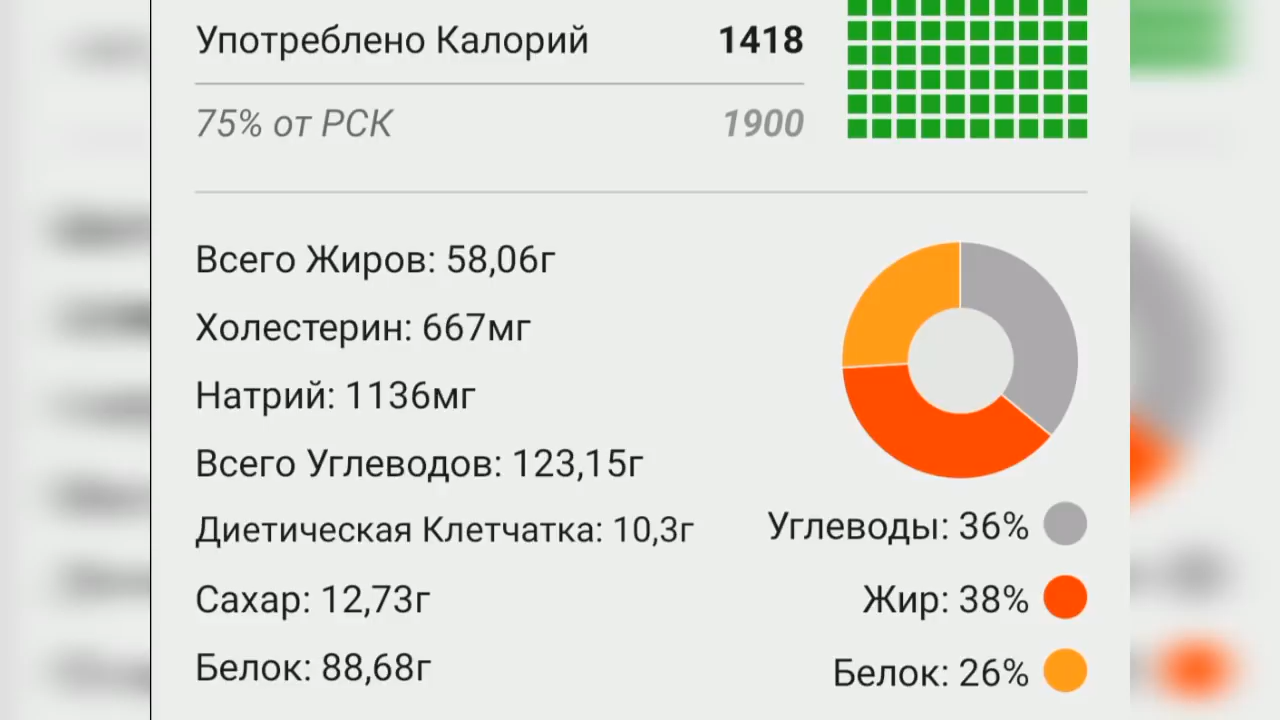 Употреблено Калорий 1418
75% от РСК 1900
Всего Жиров: 58,06г
Холестерин: 667мг
Натрий: 1136мг
Всего Углеводов: 123,15г
Диетическая Клетчатка: 10,3г
Сахар: 12,73г
Белок: 88,68г
Углеводы: 36%
Жир: 38%
Белок: 26%